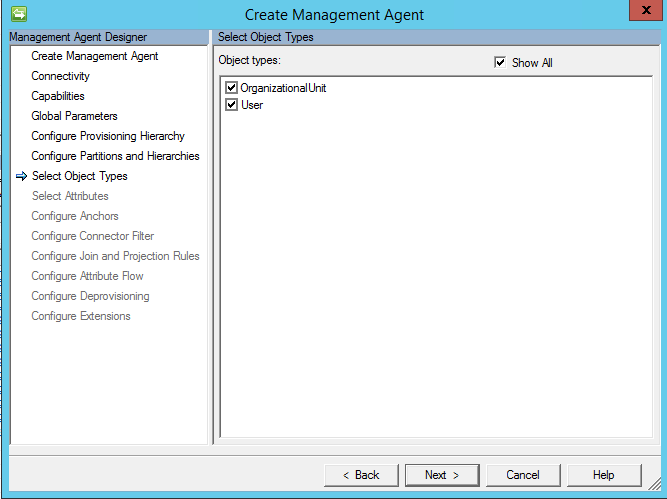 Create Management Agent
x
Management Agent Designer
Create Management Agent
Connectivity
Capabilities
Global Parameters
Configure Provisioning Hierarchy
Configure Partitions and Hierarchies
Select Object Types
Select Attributes
Configure Anchors
Configure Connector Filter
Configure Join and Projection Rules
Configure Attribute Flow
Configure Deprovisioning
Configure Extensions
Select Object Types
Object types:
Show All
OrganizationalUnit
User
< Back
Next >
Cancel
Help